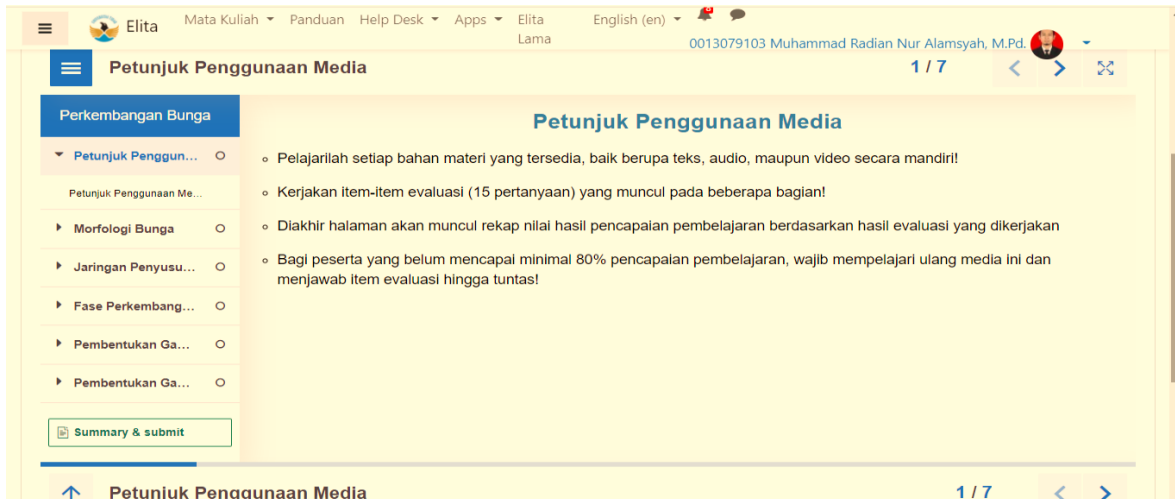 Elita
Mata Kuliah
Panduan
Help Desk
Apps
Elita Lama
English (en)
0013079103 Muhammad Radian Nur Alamsyah, M.Pd.
Petunjuk Penggunaan Media
1 / 7
Perkembangan Bunga
Petunjuk Penggun...
Petunjuk Penggunaan Me...
Morfologi Bunga
Jaringan Penyusu...
Fase Perkembang...
Pembentukan Ga...
Pembentukan Ga...
Summary & submit
Petunjuk Penggunaan Media
Pelajarilah setiap bahan materi yang tersedia, baik berupa teks, audio, maupun video secara mandiri!
Kerjakan item-item evaluasi (15 pertanyaan) yang muncul pada beberapa bagian!
Diakhir halaman akan muncul rekap nilai hasil pencapaian pembelajaran berdasarkan hasil evaluasi yang dikerjakan
Bagi peserta yang belum mencapai minimal 80% pencapaian pembelajaran, wajib mempelajari ulang media ini dan
menjawab item evaluasi hingga tuntas!
Petunjuk Penggunaan Media
1 / 7